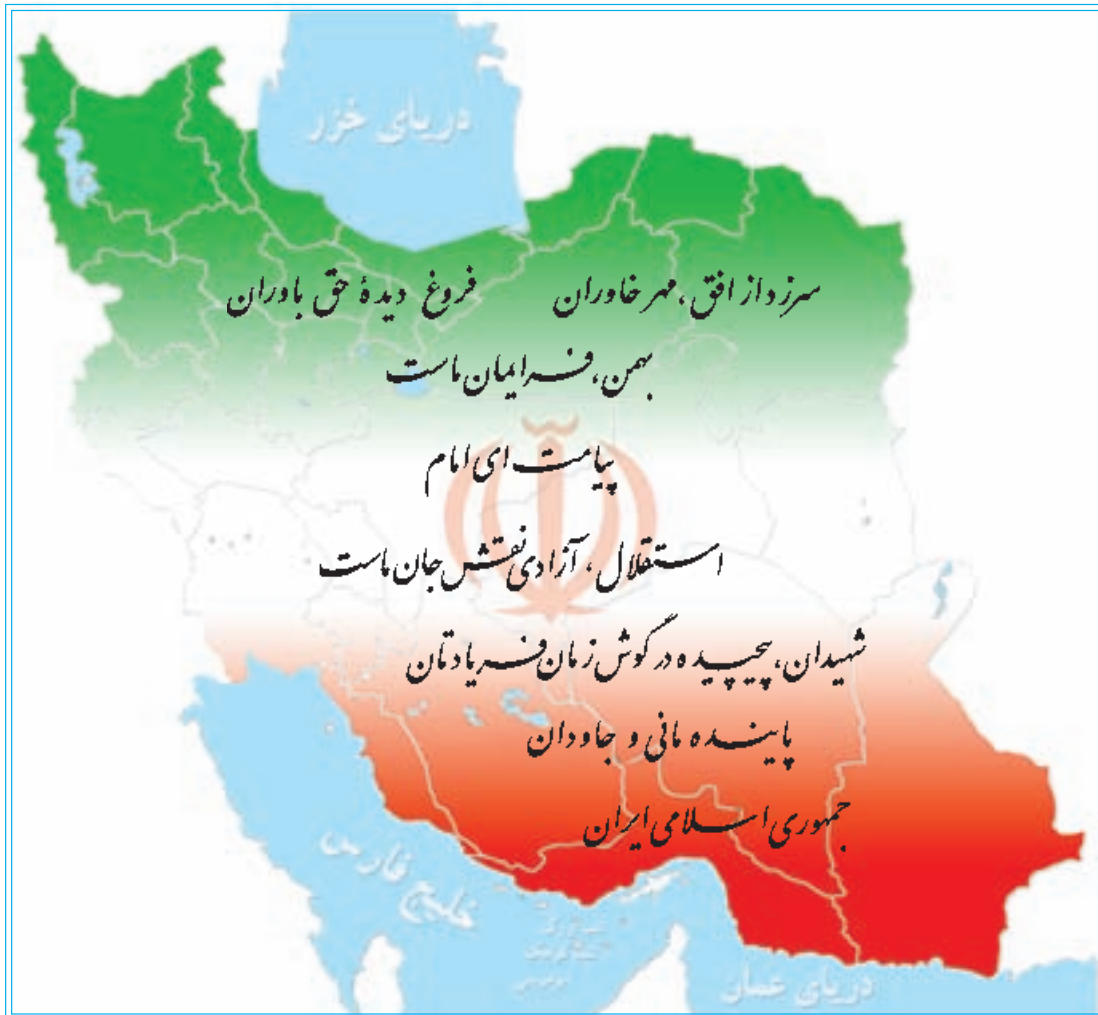 دریای خزر
سرزد از افق، مهر خاوران فروغ دیدهٔ حق باوران
بهمن، فر ایمان ماست
پیامت ای امام
استقلال، آزادی نقش جان ماست
شهیدان، پیچیده در گوش زمان فریادتان
پاینده مانی و جاودان
جمهوری اسلامی ایران
خلیج فارس
دریای عمان